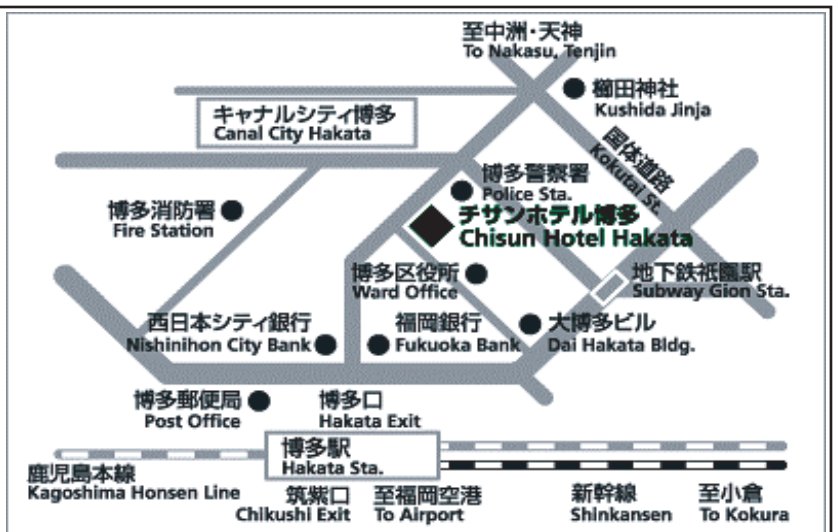 至中洲・天神
To Nakasu, Tenjin
櫛田神社
Kushida Jinja
キャナルシティ博多
Canal City Hakata
国体道路
Kokutai St.
博多警察署
Police Sta.
博多消防署
Fire Station
チサンホテル博多
Chisun Hotel Hakata
博多区役所
Ward Office
地下鉄祇園駅
Subway Gion Sta.
西日本シティ銀行
Nishinihon City Bank
福岡銀行
Fukuoka Bank
大博多ビル
Dai Hakata Bldg.
博多郵便局
Post Office
博多口
Hakata Exit
博多駅
Hakata Sta.
鹿児島本線
Kagoshima Honsen Line
筑紫口
Chikushi Exit
至福岡空港
To Airport
新幹線
Shinkansen
至小倉
To Kokura